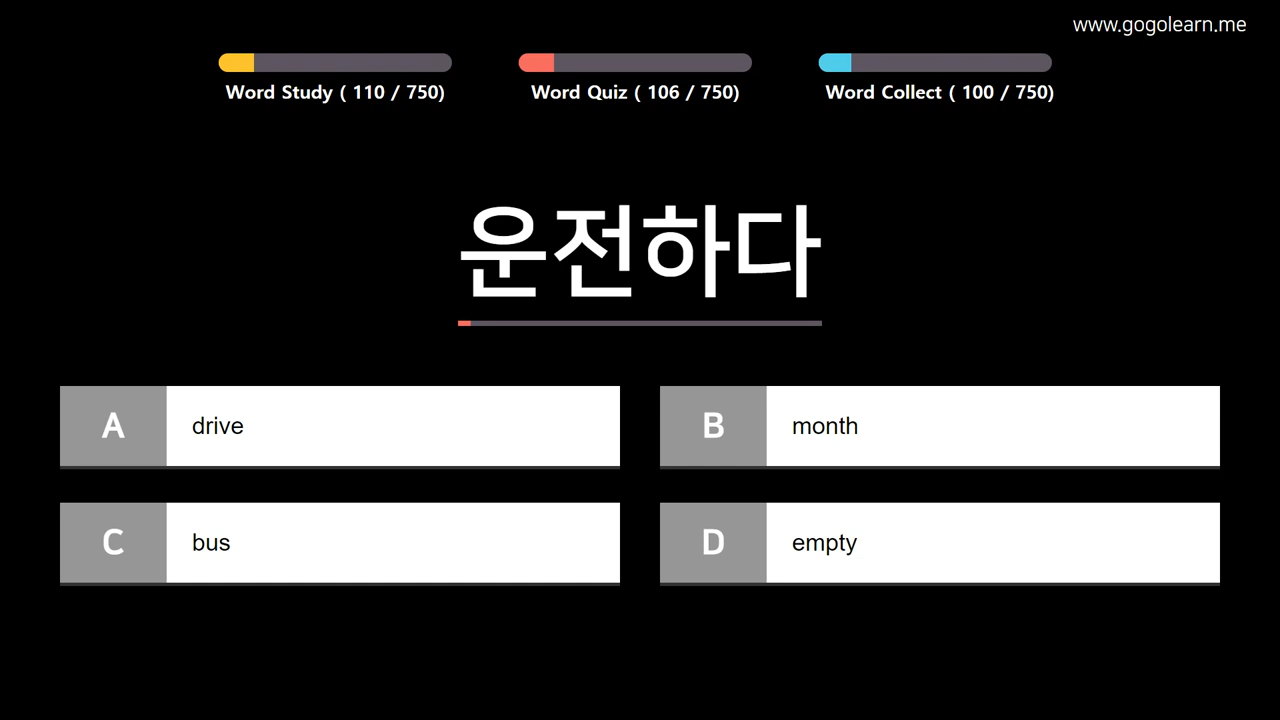 www.gogolearn.me
Word Study ( 110 / 750)
Word Quiz ( 106 / 750)
Word Collect ( 100 / 750)
운전하다
A drive
B month
C bus
D empty